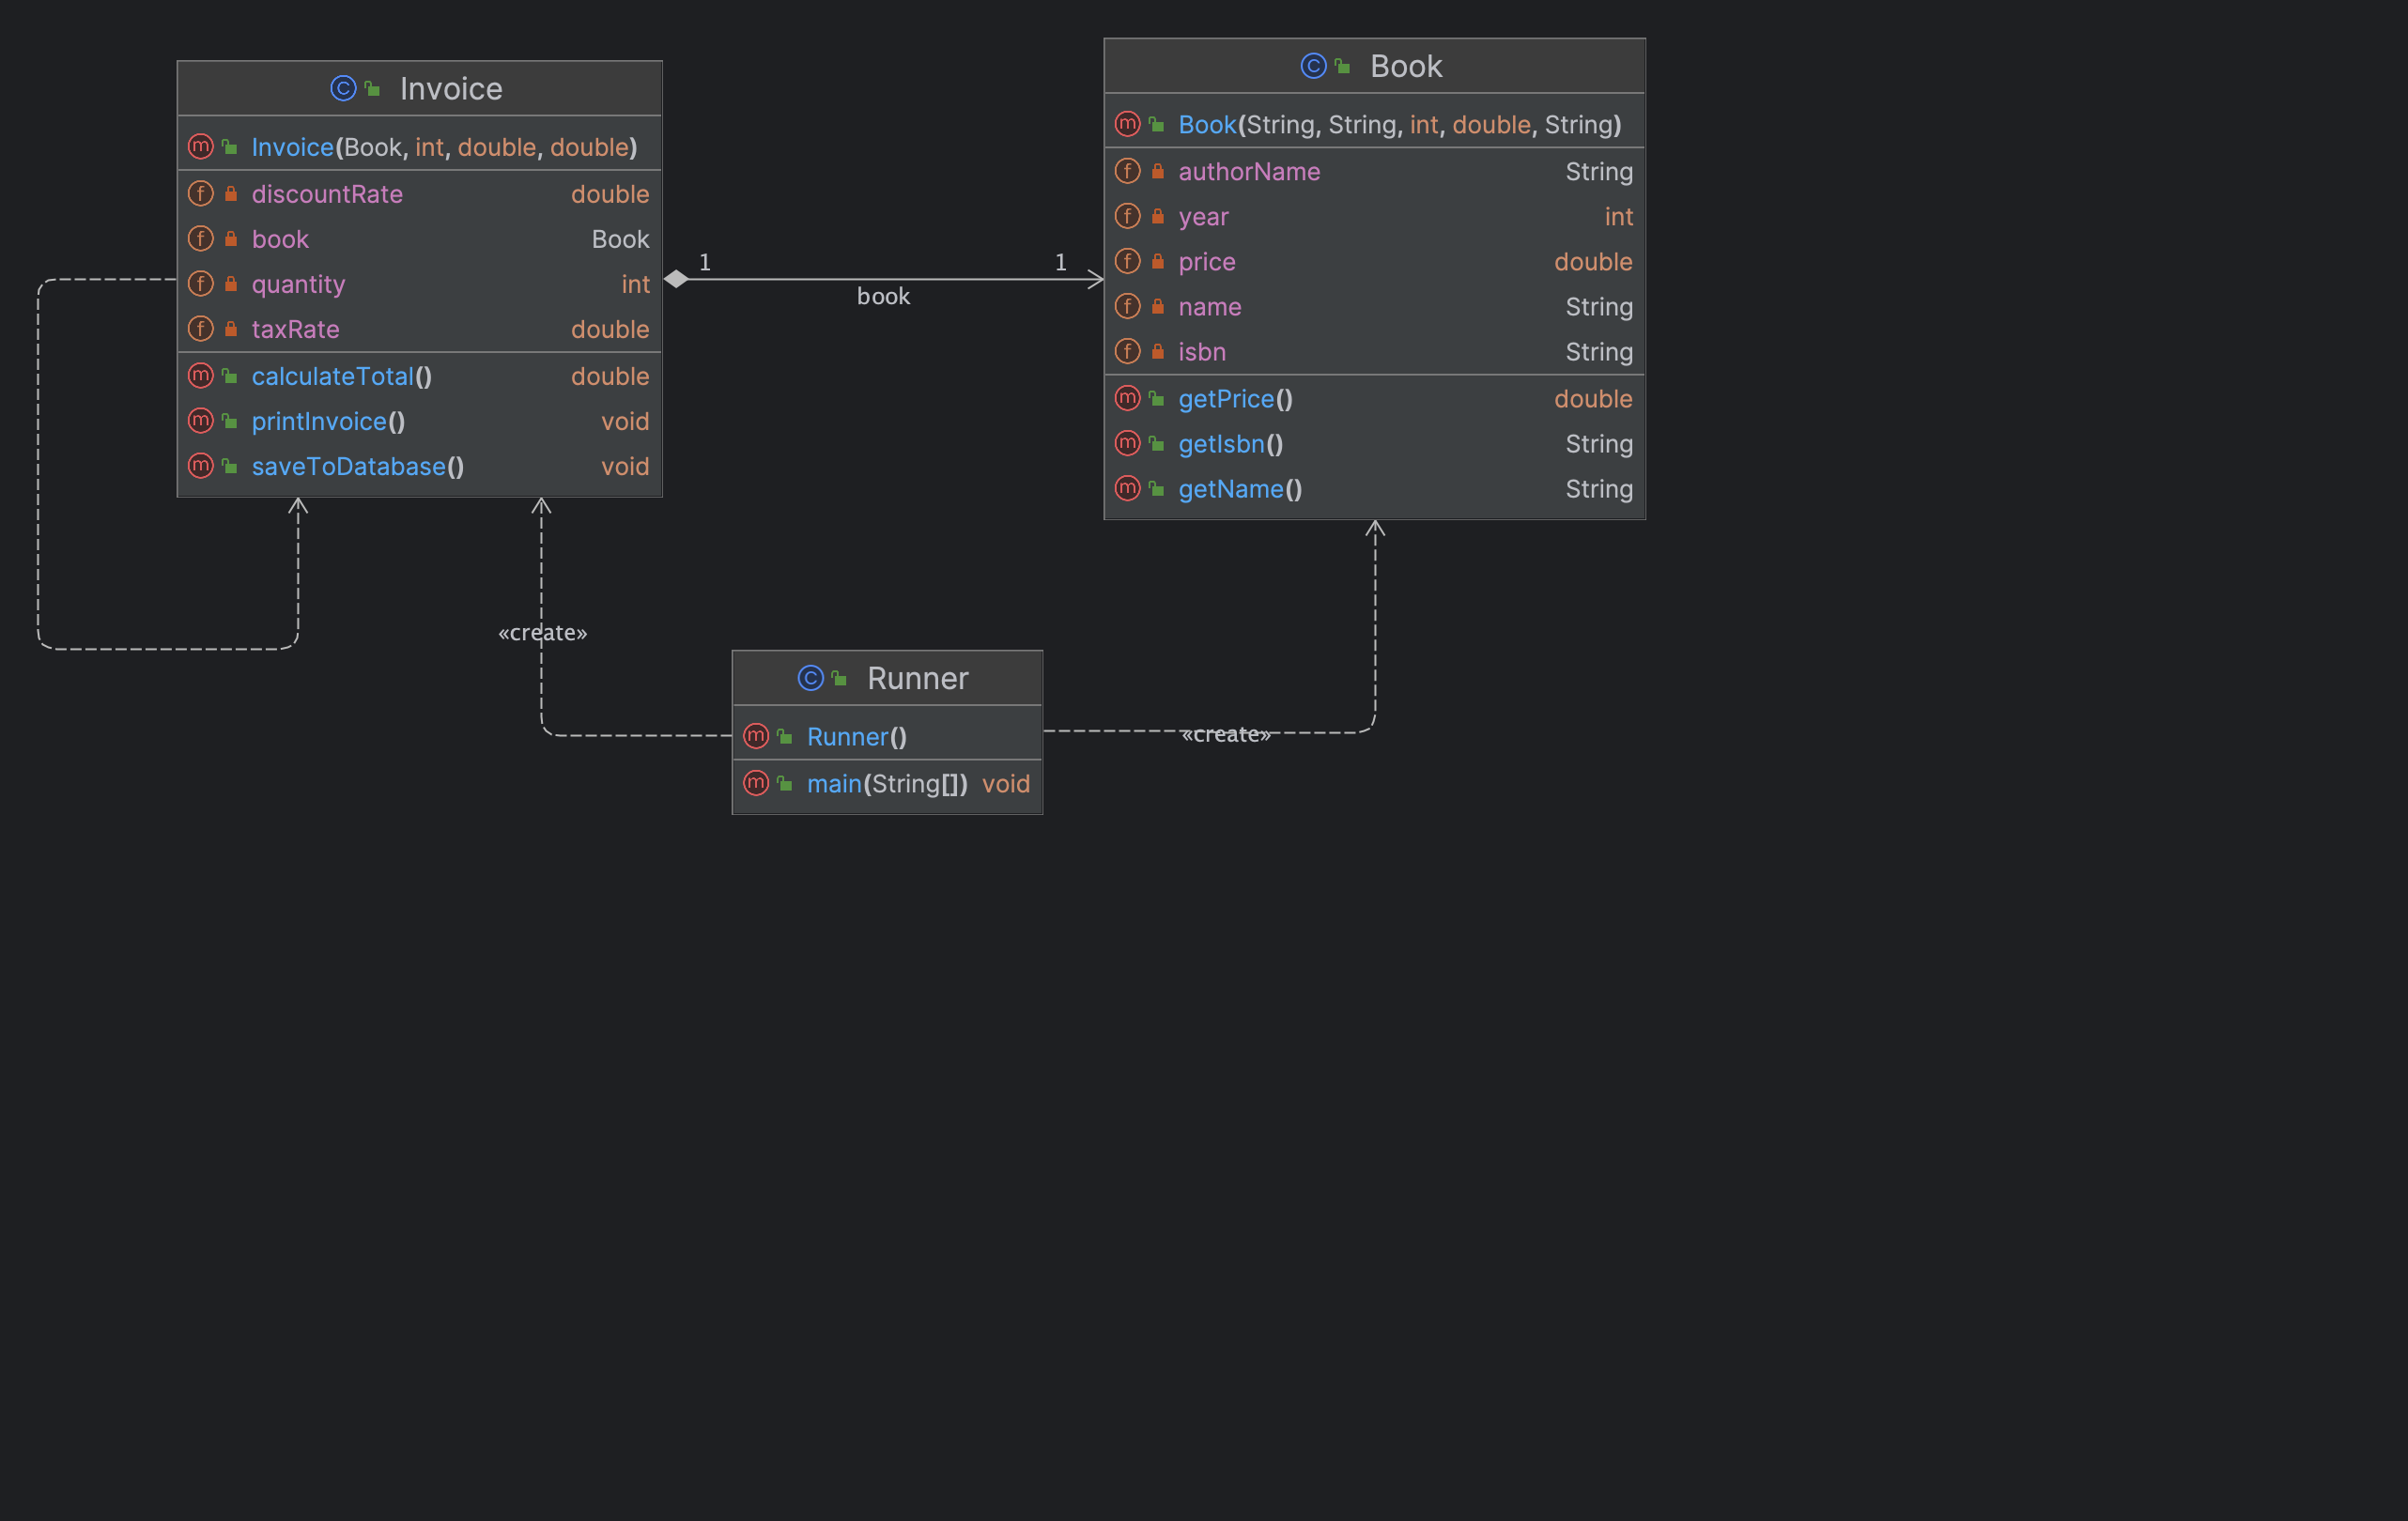 Invoice
Invoice(Book, int, double, double)
discountRate double
book Book
quantity int
taxRate double
calculateTotal() double
printInvoice() void
saveToDatabase() void
1
1
book
Book
Book(String, String, int, double, String)
authorName String
year int
price double
name String
isbn String
getPrice() double
getIsbn() String
getName() String
«create»
Runner
Runner()
main(String[]) void
«create»